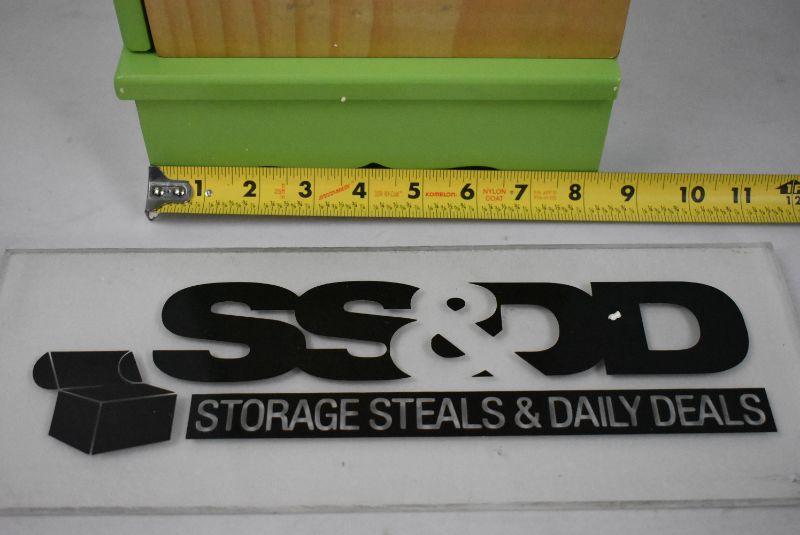 1 2 3 4 5 6 7 8 9 10 11 12
KOMELON NYLON COAT
SS&DD
STORAGE STEALS & DAILY DEALS